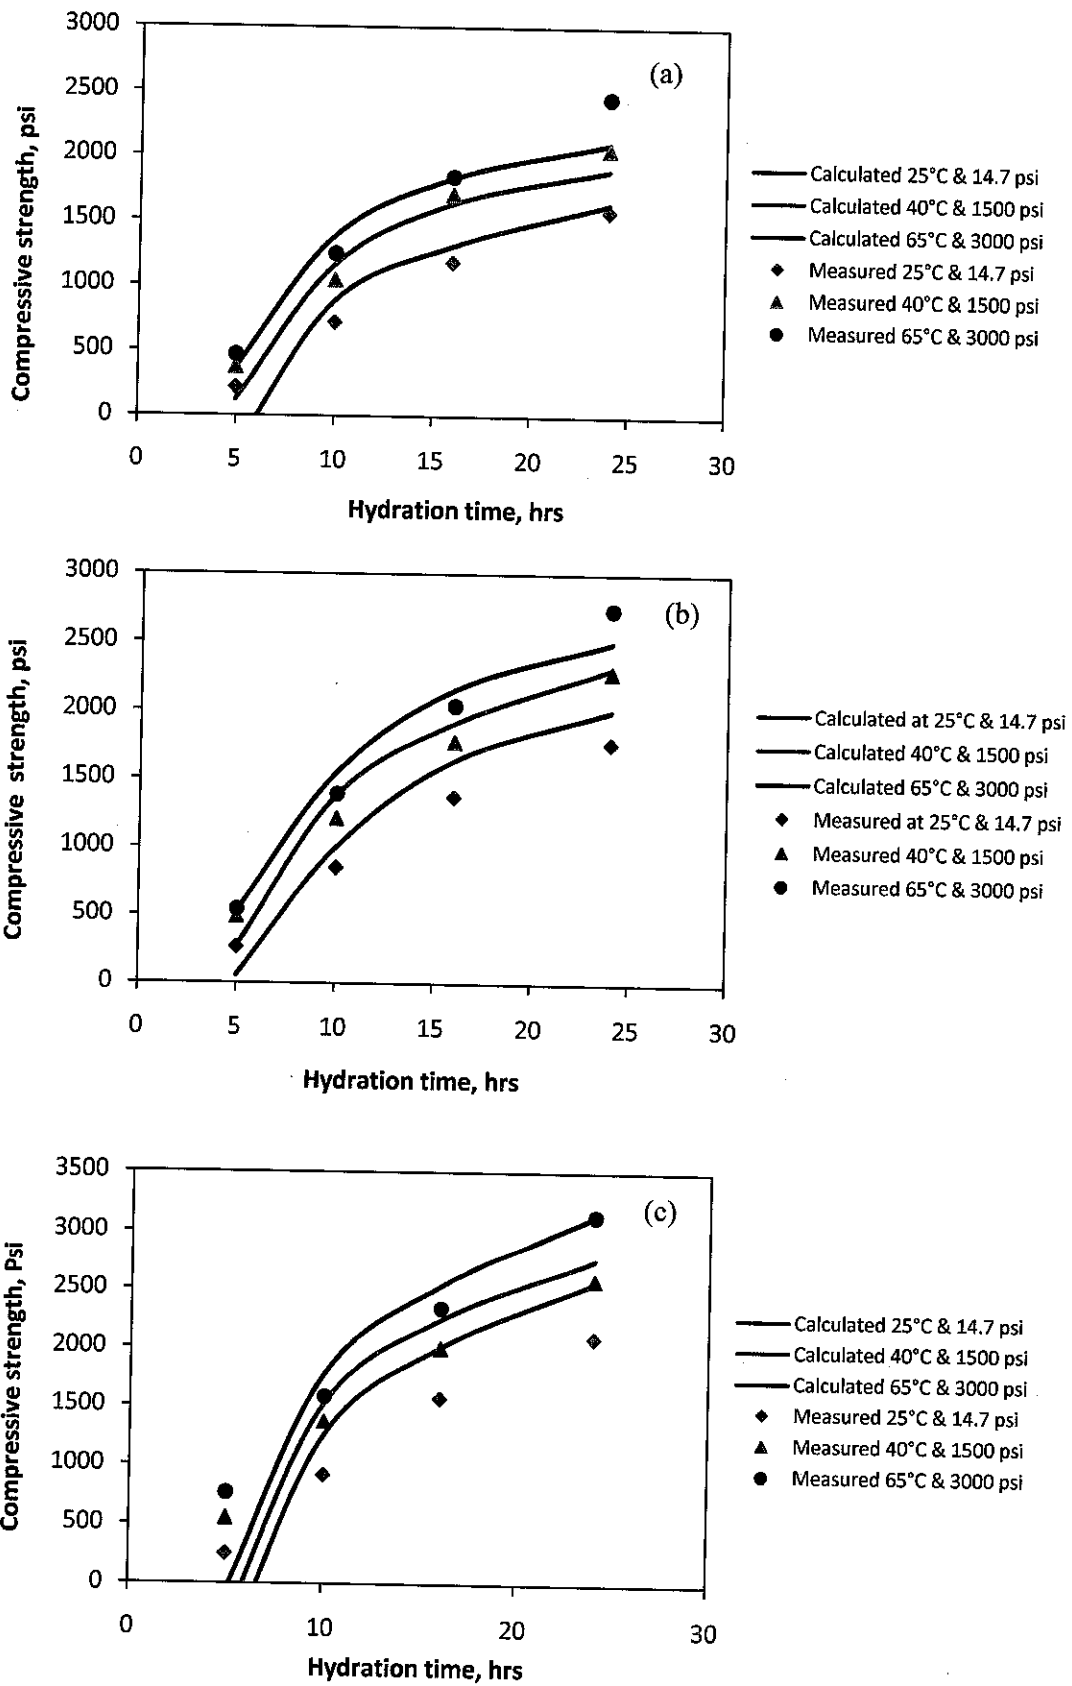 3000
2500
2000
1500
1000
500
0
0 5 10 15 20 25 30
Compressive strength, psi
Hydration time, hrs
(a)
Calculated 25°C & 14.7 psi
Calculated 40°C & 1500 psi
Calculated 65°C & 3000 psi
Measured 25°C & 14.7 psi
Measured 40°C & 1500 psi
Measured 65°C & 3000 psi
3000
2500
2000
1500
1000
500
0
0 5 10 15 20 25 30
Compressive strength, psi
Hydration time, hrs
(b)
Calculated at 25°C & 14.7 psi
Calculated 40°C & 1500 psi
Calculated 65°C & 3000 psi
Measured at 25°C & 14.7 psi
Measured 40°C & 1500 psi
Measured 65°C & 3000 psi
3500
3000
2500
2000
1500
1000
500
0
0 10 20 30
Compressive strength, Psi
Hydration time, hrs
(c)
Calculated 25°C & 14.7 psi
Calculated 40°C & 1500 psi
Calculated 65°C & 3000 psi
Measured 25°C & 14.7 psi
Measured 40°C & 1500 psi
Measured 65°C & 3000 psi